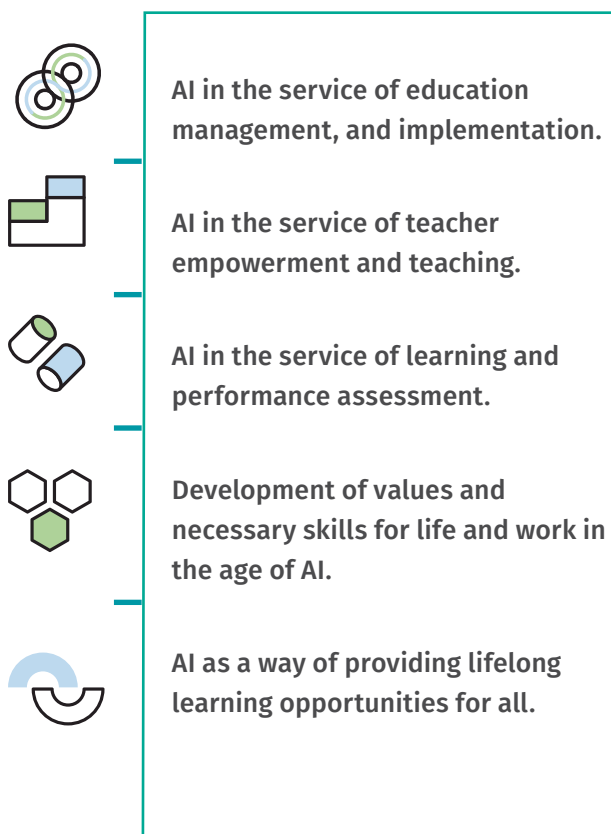 AI in the service of education
management, and implementation.
AI in the service of teacher
empowerment and teaching.
AI in the service of learning and
performance assessment.
Development of values and
necessary skills for life and work in
the age of AI.
AI as a way of providing lifelong
learning opportunities for all.